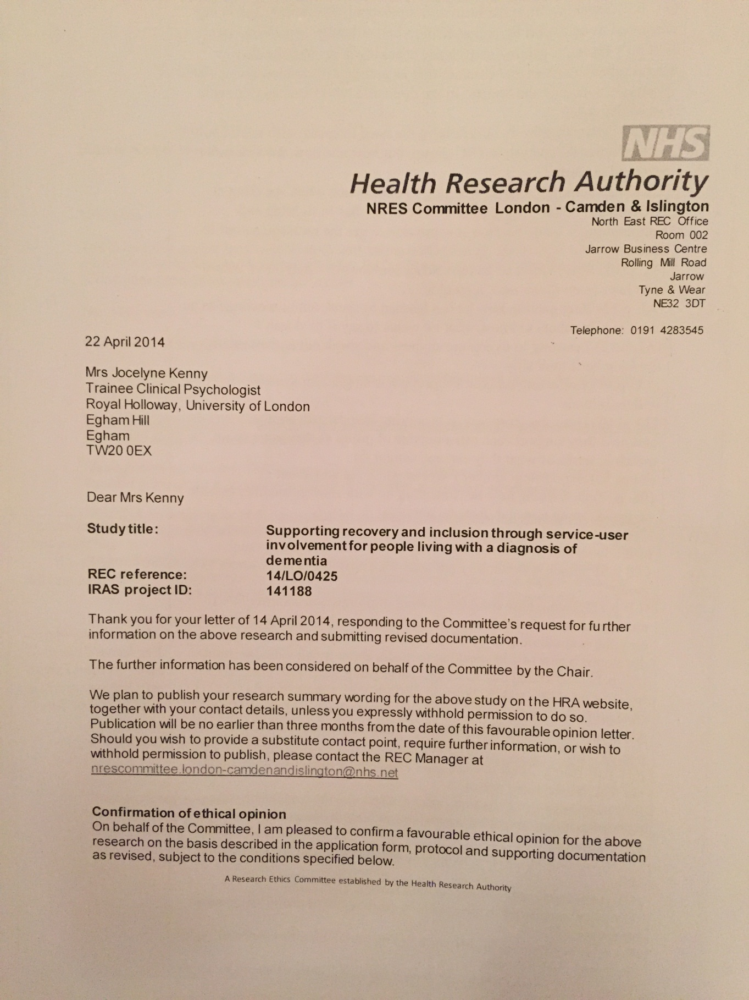 NHS
Health Research Authority
NRES Committee London - Camden & Islington
North East REC Office
Room 002
Jarrow Business Centre
Rolling Mill Road
Jarrow
Tyne & Wear
NE32 3DT
Telephone: 0191 4283545
22 April 2014
Mrs Jocelyne Kenny
Trainee Clinical Psychologist
Royal Holloway, University of London
Egham Hill
Egham
TW20 0EX
Dear Mrs Kenny
Study title: Supporting recovery and inclusion through service-user
involvement for people living with a diagnosis of
dementia
REC reference: 14/LO/0425
IRAS project ID: 141188
Thank you for your letter of 14 April 2014, responding to the Committee's request for further
information on the above research and submitting revised documentation.
The further information has been considered on behalf of the Committee by the Chair.
We plan to publish your research summary wording for the above study on the HRA website,
together with your contact details, unless you expressly withhold permission to do so.
Publication will be no earlier than three months from the date of this favourable opinion letter.
Should you wish to provide a substitute contact point, require further information, or wish to
withhold permission to publish, please contact the REC Manager at
nrescommittee.london-camdenandislington@nhs.net
Confirmation of ethical opinion
On behalf of the Committee, I am pleased to confirm a favourable ethical opinion for the above
research on the basis described in the application form, protocol and supporting documentation
as revised, subject to the conditions specified below.
A Research Ethics Committee established by the Health Research Authority